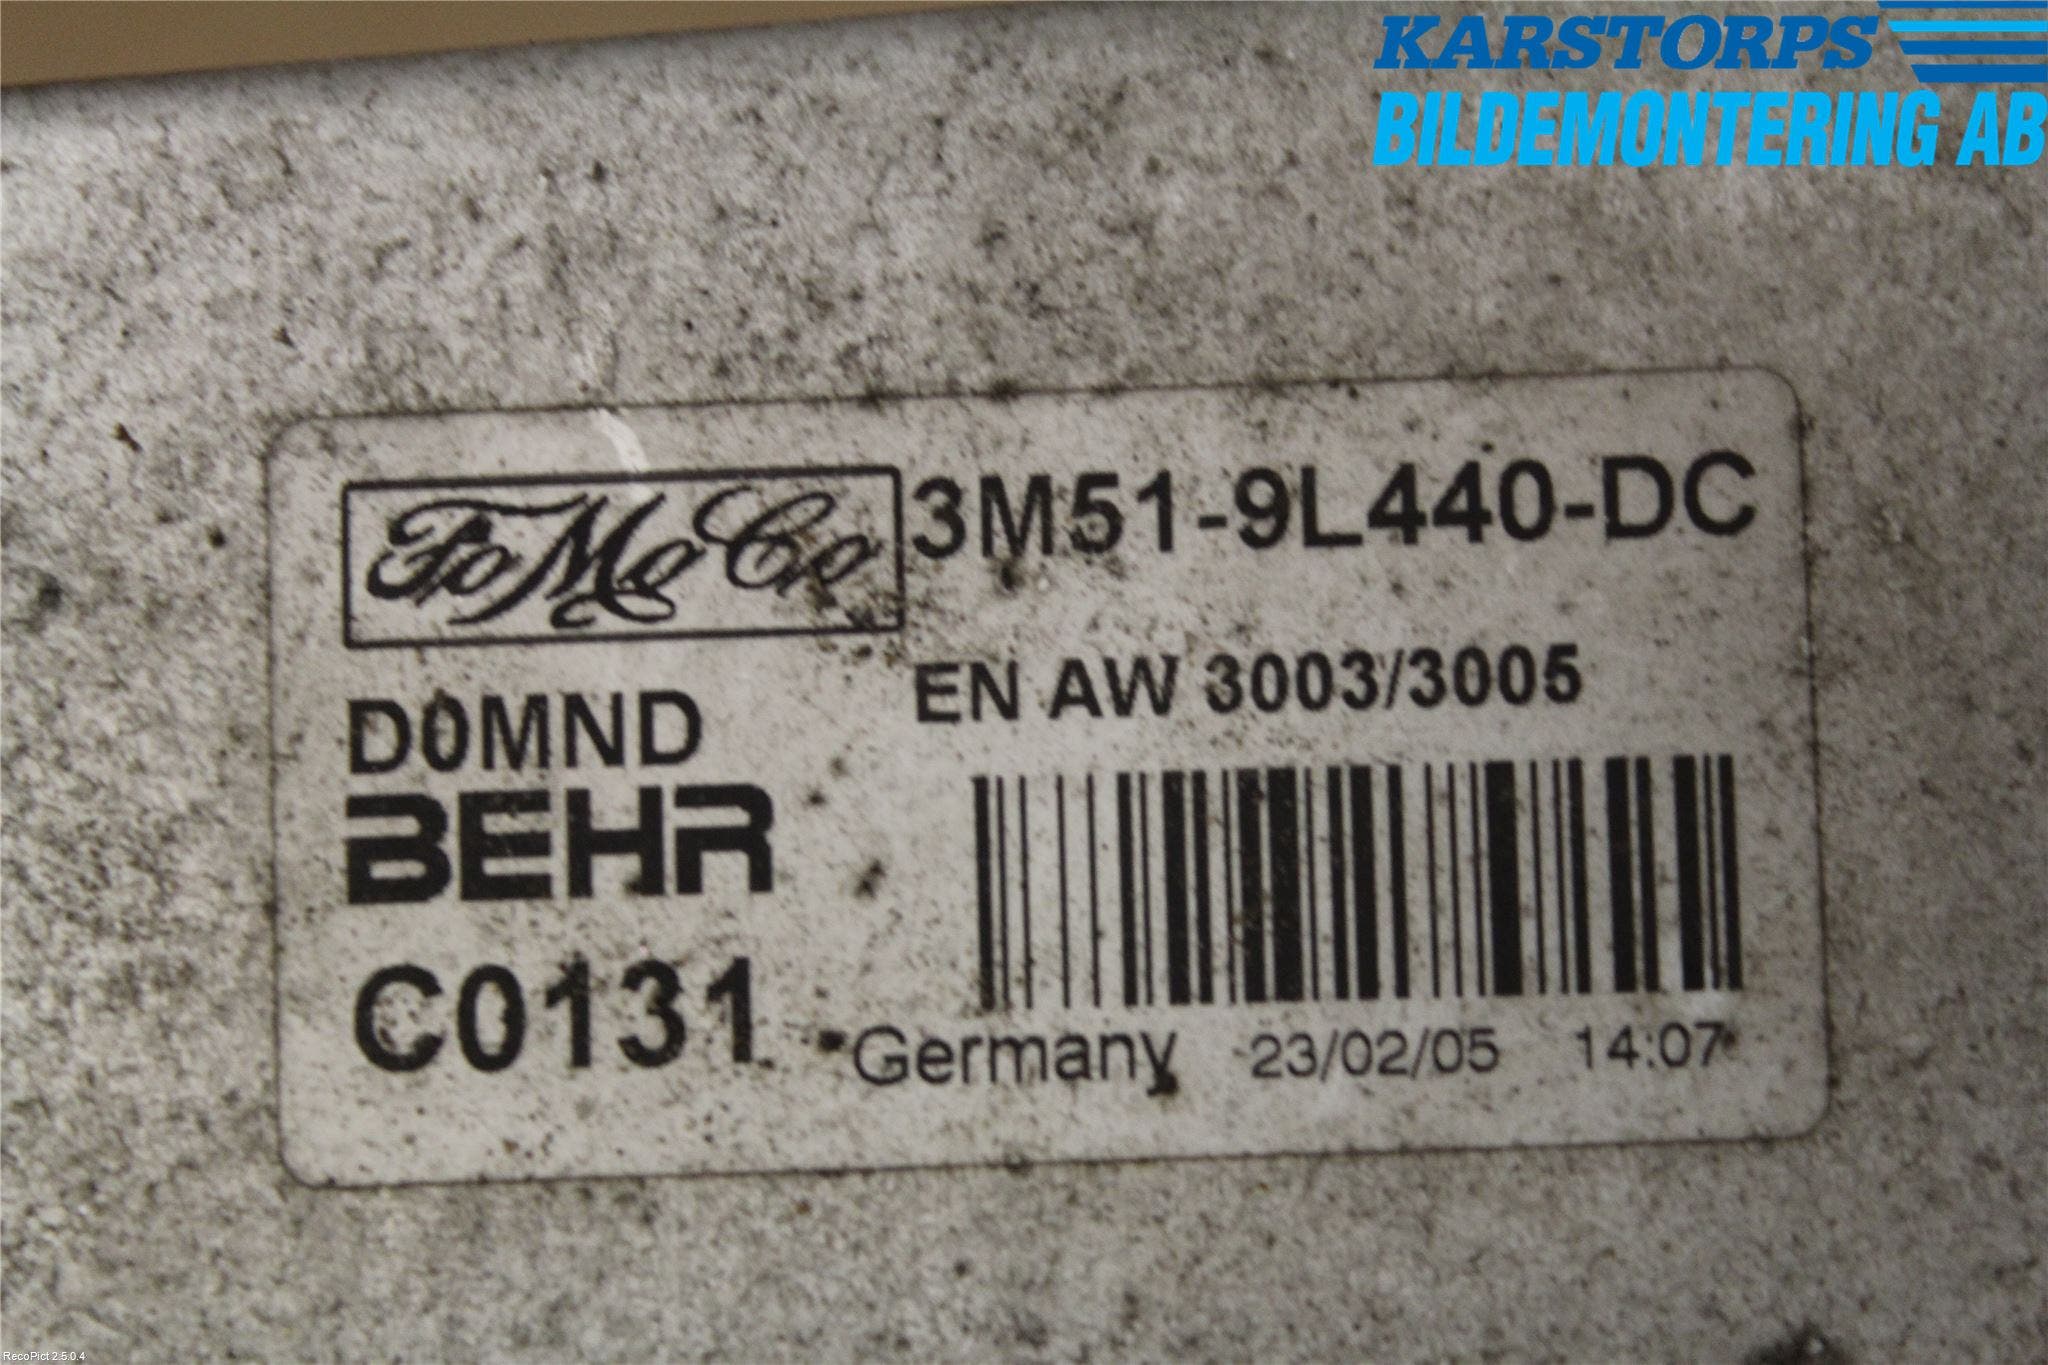 KARSTORPS
BILDEMONTERING AB
FoMoCo 3M51-9L440-DC
EN AW 3003/3005
D0MND
BEHR
C0131
Germany 23/02/05 14:07
RecoPict 2.5.0.4